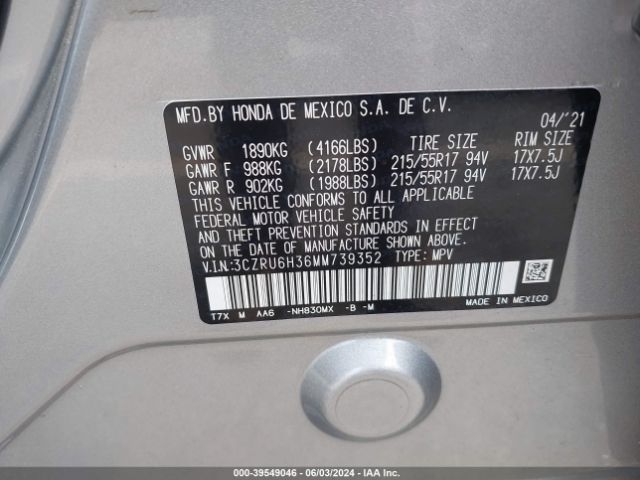 MFD.BY HONDA DE MEXICO S.A. DE C.V.
04/'21
GVWR 1890KG (4166LBS) TIRE SIZE RIM SIZE
GAWR F 988KG (2178LBS) 215/55R17 94V 17X7.5J
GAWR R 902KG (1988LBS) 215/55R17 94V 17X7.5J
THIS VEHICLE CONFORMS TO ALL APPLICABLE
FEDERAL MOTOR VEHICLE SAFETY
AND THEFT PREVENTION STANDARDS IN EFFECT
ON THE DATE OF MANUFACTURE SHOWN ABOVE.
V.I.N:3CZRU6H36MM739352 TYPE: MPV
MADE IN MEXICO
T7X M AA6 -NH830MX -B -M
000-39549046 - 06/03/2024 - IAA Inc.